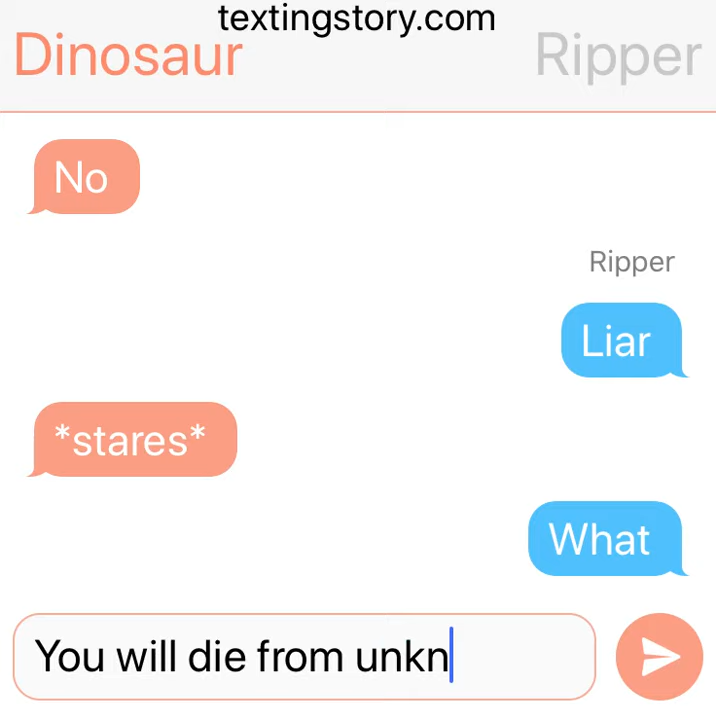 textingstory.com
Dinosaur
Ripper
No
Ripper
Liar
*stares*
What
You will die from unkn